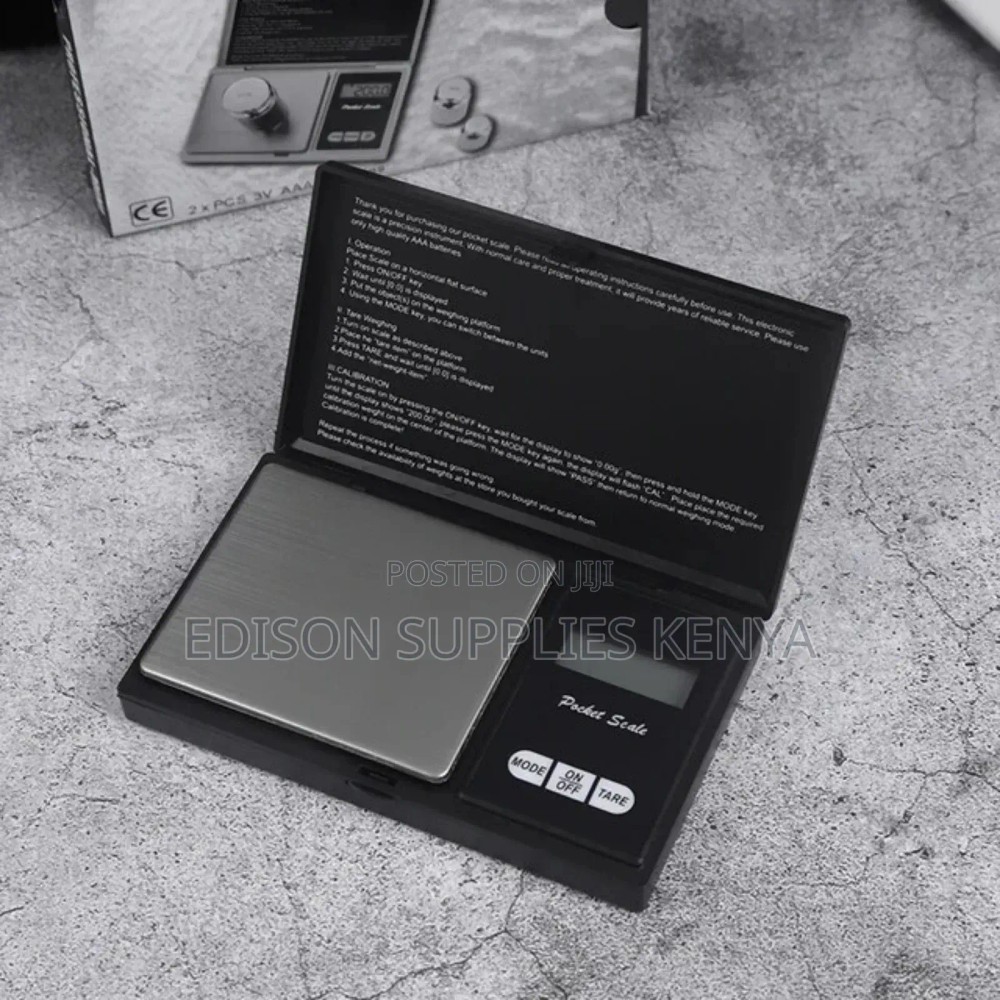 Pocket Scale
CE
2 x PCS 3V AAA
Thank you for purchasing our pocket scale. Please read all operating instructions carefully before use. This electronic
scale is a precision instrument. With normal care and proper treatment, it will provide years of reliable service. Please use
only high quality AAA batteries
I. Operation
Place Scale on a horizontal flat surface
1. Press ON/OFF key
2. Wait until [0.0] is displayed
3. Put the object(s) on the weighing platform
4. Using the MODE key, you can switch between the units
II. Tare Weighing
1.Turn on scale as described above
2.Place he "tare item" on the platform
3.Press TARE and wait until [0.0] is displayed
4.Add the "net-weight-item"
III.CALIBRATION
Turn the scale on by pressing the ON/OFF key, wait for the display to show "0.00g", then press and hold the MODE key
until the display shows "200.00", please press the MODE key again, the display will flash "CAL". Place place the required
calibration weight on the center of the platform. The display will show "PASS" then return to normal weighing mode.
Calibration is complete!
Repeat the process if something was going wrong.
Please check the availability of weights at the store you bought your scale from.
POSTED ON JIJI
EDISON SUPPLIES KENYA
Pocket Scale
MODE
ON
OFF
TARE